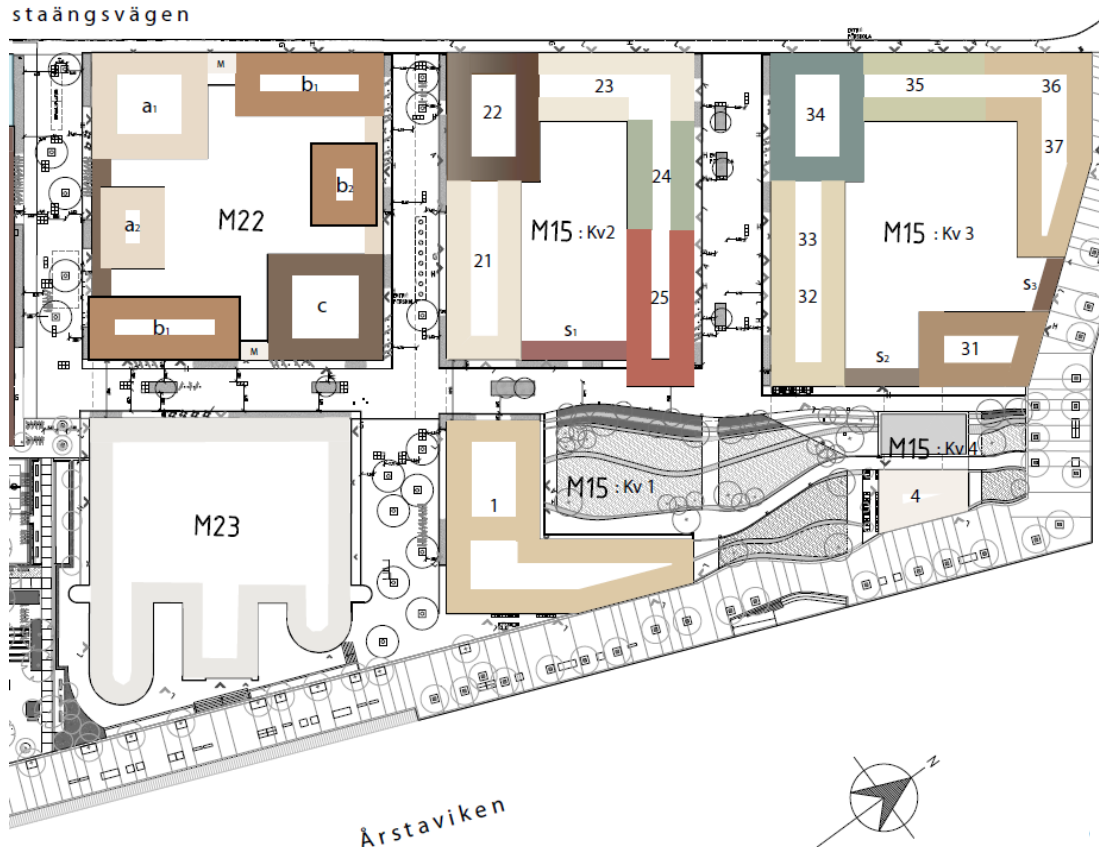 staängsvägen
M
a1
b1
22
23
34
35
36
37
24
b2
a2
M22
M15 : Kv2
M15 : Kv 3
33
21
S3
25
32
c
b1
S1
31
M
S2
M15 : Kv 4
M15 : Kv 1
4
1
M23
N
Årstaviken